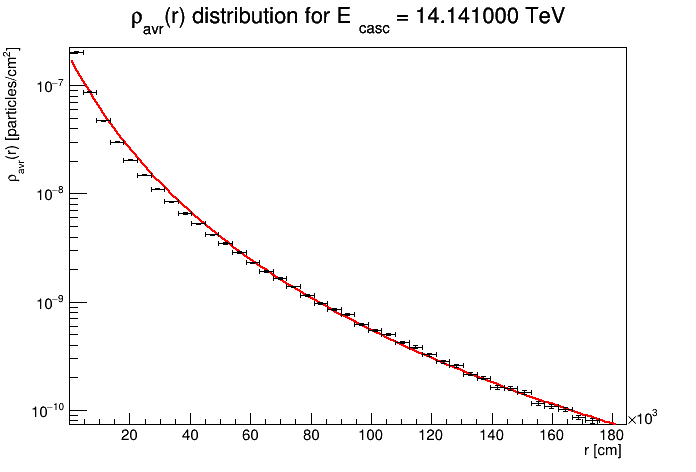 ρavr(r) distribution for E casc = 14.141000 TeV
ρavr(r) [particles/cm²]
10⁻⁷
10⁻⁸
10⁻⁹
10⁻¹⁰
20 40 60 80 100 120 140 160 180
×10³
r [cm]